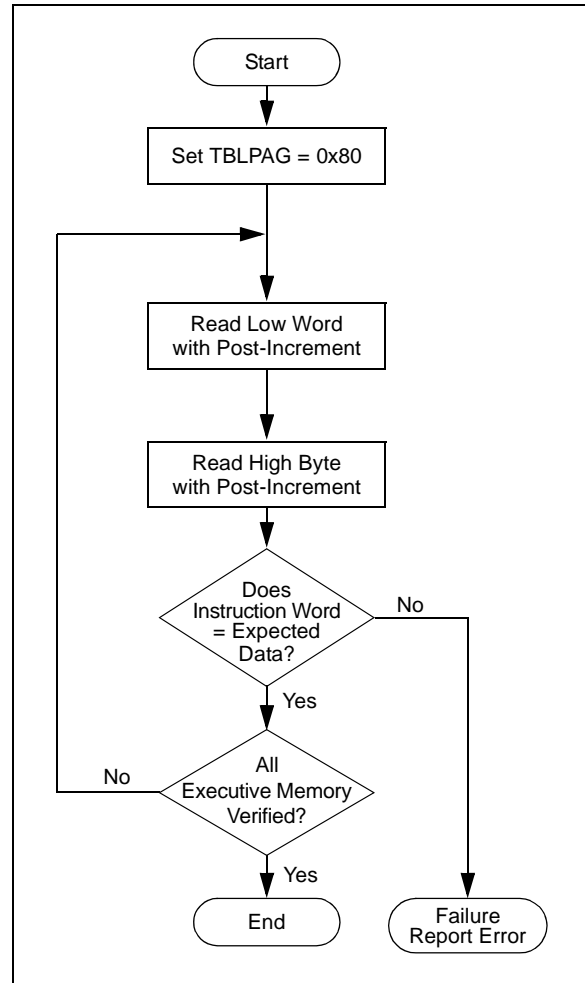 Start
Set TBLPAG = 0x80
Read Low Word
with Post-Increment
Read High Byte
with Post-Increment
Does
Instruction Word
= Expected
Data?
No
Yes
All
Executive Memory
Verified?
No
Yes
End
Failure
Report Error